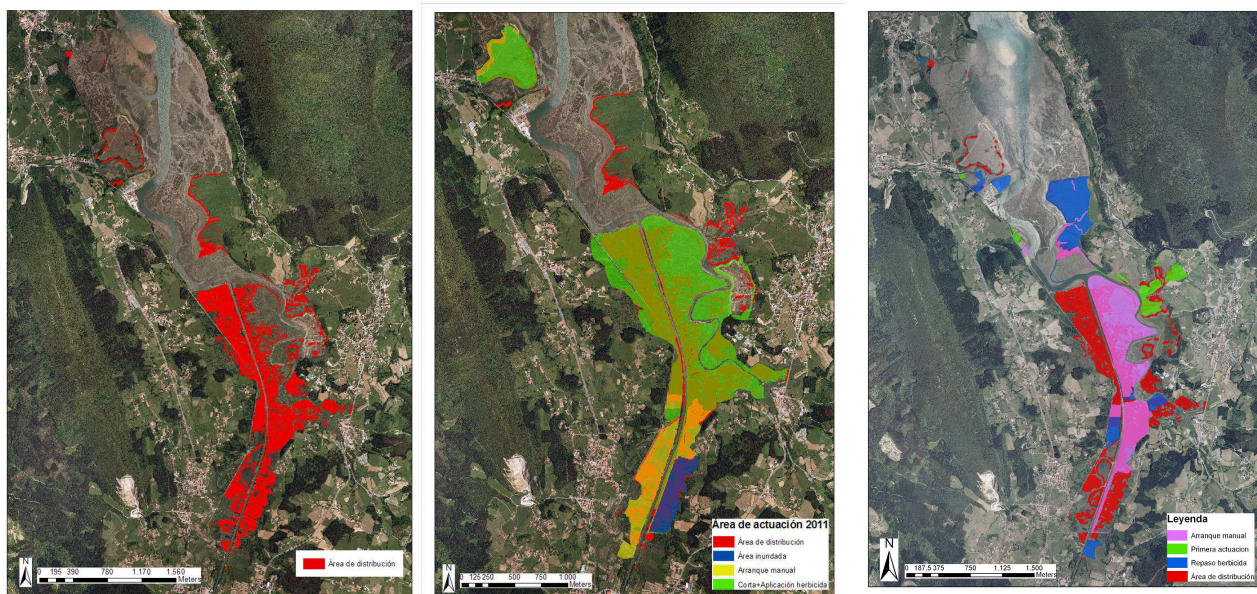 N
0 195 390 780 1.170 1.560
Meters
Área de distribución
N
0 125 250 500 750 1.000
Meters
Área de actuación 2011
Área de distribución
Área inundada
Arranque manual
Corta+Aplicación herbicida
N
0 187,5 375 750 1.125 1.500
Meters
Leyenda
Arranque manual
Primera actuacion
Repaso herbicida
Área de distribución